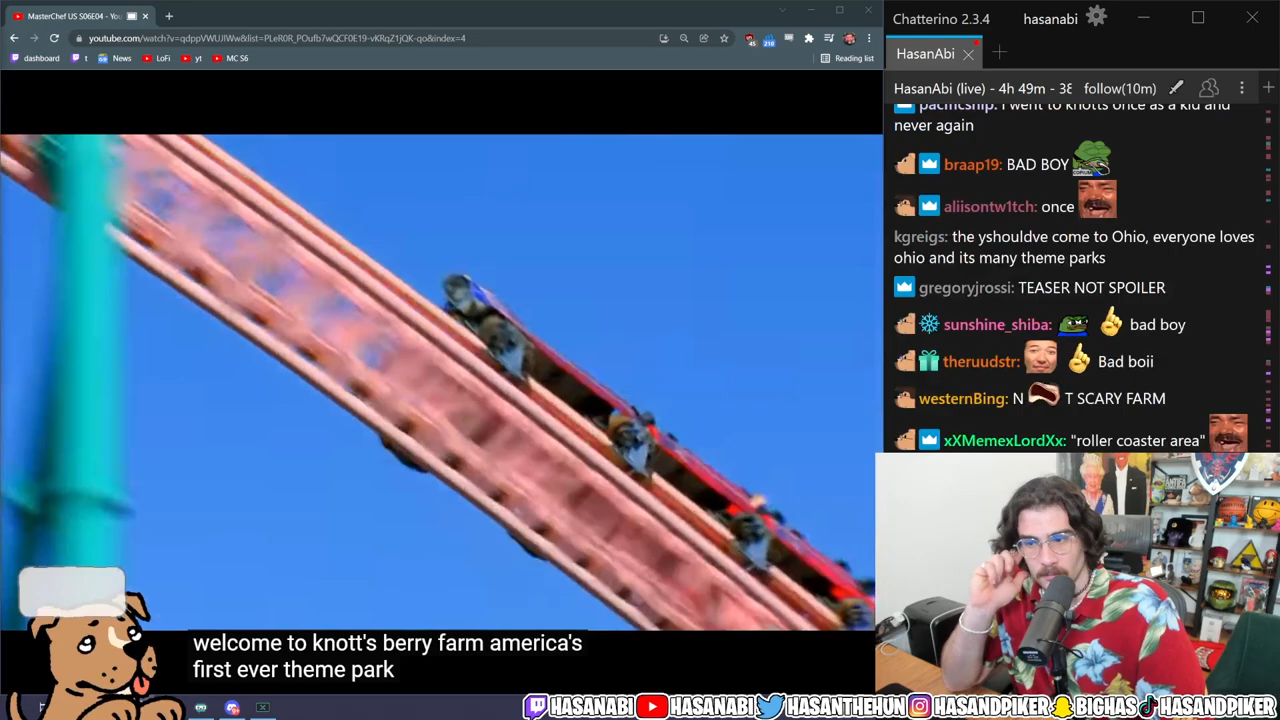 MasterChef US S06E04 - You
youtube.com/watch?v=qdppVWUJIWw&list=PLeR0R_POufb7wQCF0E19-vKRqZ1jQK-qo&index=4
dashboard
t
News
LoFi
yt
MC S6
Reading list
welcome to knott's berry farm america's
first ever theme park
Chatterino 2.3.4
hasanabi
HasanAbi
HasanAbi (live) - 4h 49m - 38
follow(10m)
pacificship: I went to knotts once as a kid and
never again
braap19: BAD BOY
aliisontw1tch: once
kgreigs: the yshouldve come to Ohio, everyone loves
ohio and its many theme parks
gregoryjrossi: TEASER NOT SPOILER
sunshine_shiba: bad boy
theruudstr: Bad boii
westernBing: N T SCARY FARM
xXMemexLordXx: "roller coaster area"
HASANABI HASANABI HASANTHEHUN HASANDPIKER BIGHAS HASANDPIKER